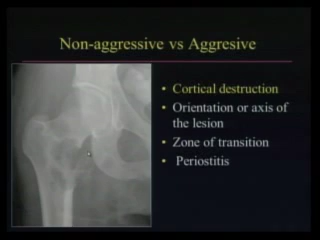 Non-aggressive vs Aggresive
• Cortical destruction
• Orientation or axis of
the lesion
• Zone of transition
• Periostitis